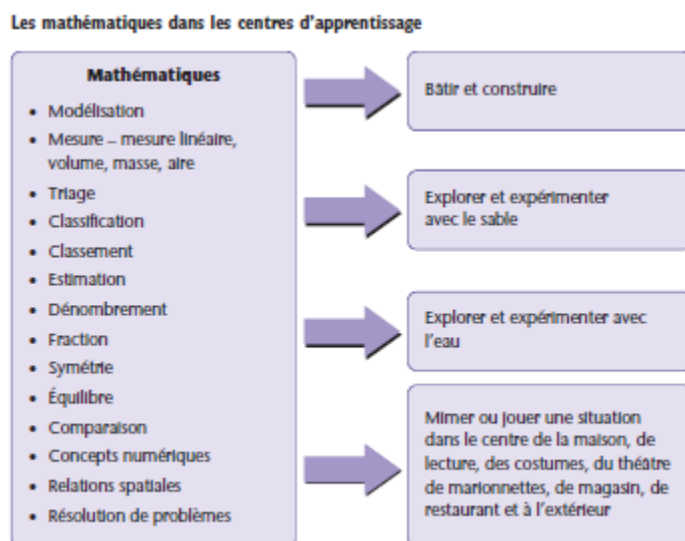 Les mathématiques dans les centres d'apprentissage
Mathématiques
• Modélisation
• Mesure – mesure linéaire,
volume, masse, aire
• Triage
• Classification
• Classement
• Estimation
• Dénombrement
• Fraction
• Symétrie
• Équilibre
• Comparaison
• Concepts numériques
• Relations spatiales
• Résolution de problèmes
Bâtir et construire
Explorer et expérimenter
avec le sable
Explorer et expérimenter avec
l'eau
Mimer ou jouer une situation
dans le centre de la maison, de
lecture, des costumes, du théâtre
de marionnettes, de magasin, de
restaurant et à l'extérieur